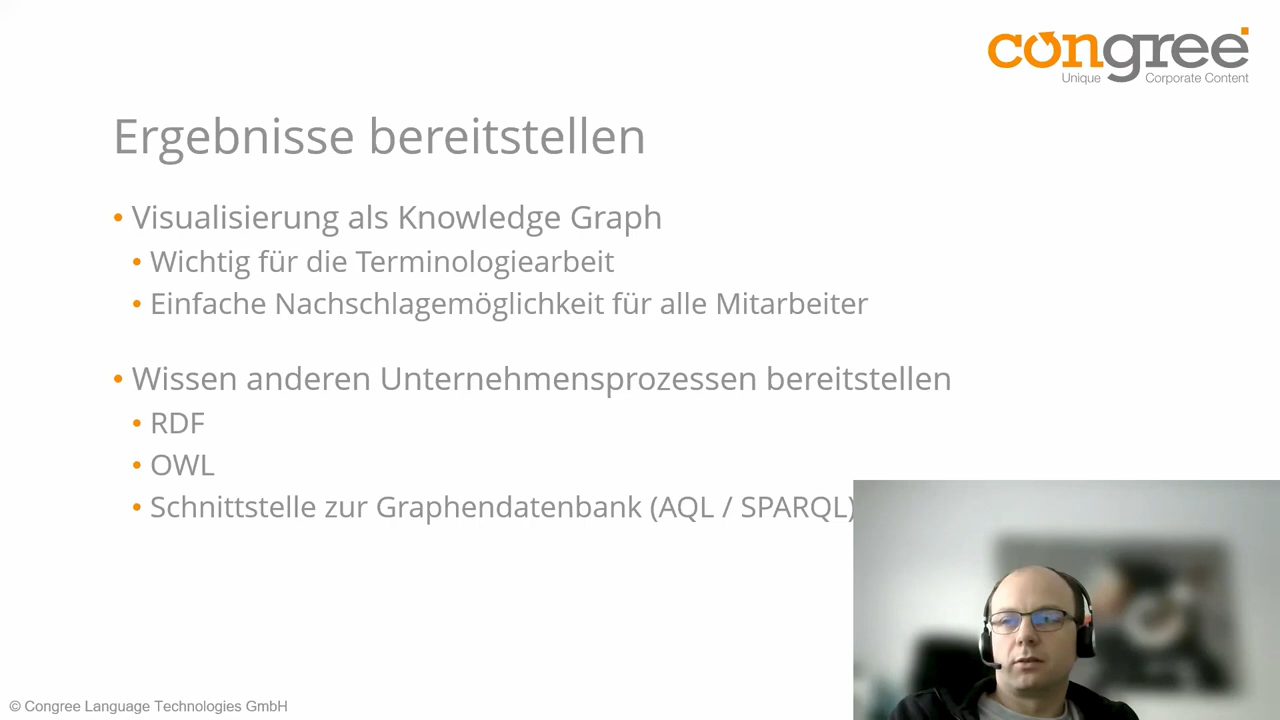 congree
Unique Corporate Content
Ergebnisse bereitstellen
• Visualisierung als Knowledge Graph
• Wichtig für die Terminologiearbeit
• Einfache Nachschlagemöglichkeit für alle Mitarbeiter
• Wissen anderen Unternehmensprozessen bereitstellen
• RDF
• OWL
• Schnittstelle zur Graphendatenbank (AQL / SPARQL)
© Congree Language Technologies GmbH